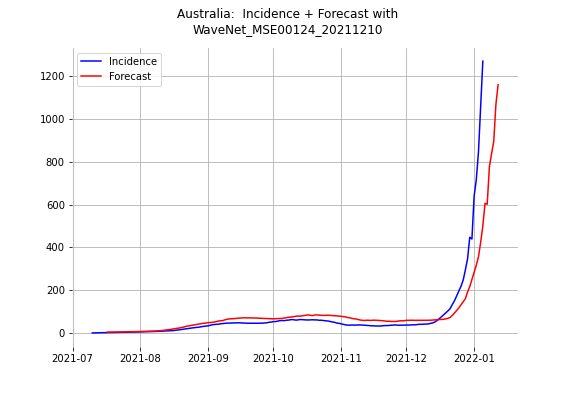 Australia:  Incidence + Forecast with
WaveNet_MSE00124_20211210
Incidence
Forecast
1200
1000
800
600
400
200
0
2021-07 2021-08 2021-09 2021-10 2021-11 2021-12 2022-01